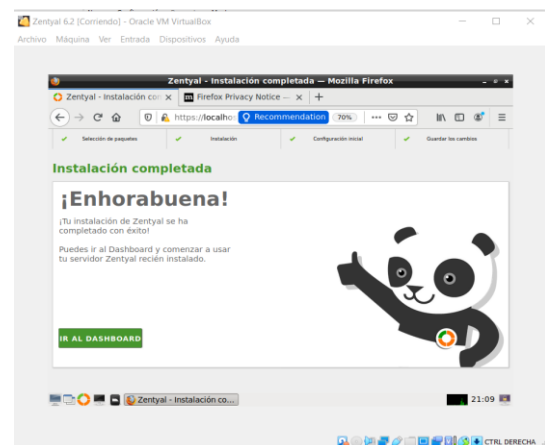 Zentyal 6.2 [Corriendo] - Oracle VM VirtualBox
Archivo Máquina Ver Entrada Dispositivos Ayuda
Zentyal - Instalación completada — Mozilla Firefox
Zentyal - Instalación con
Firefox Privacy Notice —
https://localho
Recommendation
70%
Selección de paquetes
Instalación
Configuración inicial
Guardar los cambios
Instalación completada
¡Enhorabuena!
¡Tu instalación de Zentyal se ha
completado con éxito!
Puedes ir al Dashboard y comenzar a usar
tu servidor Zentyal recién instalado.
IR AL DASHBOARD
Zentyal - Instalación co...
21:09
CTRL DERECHA